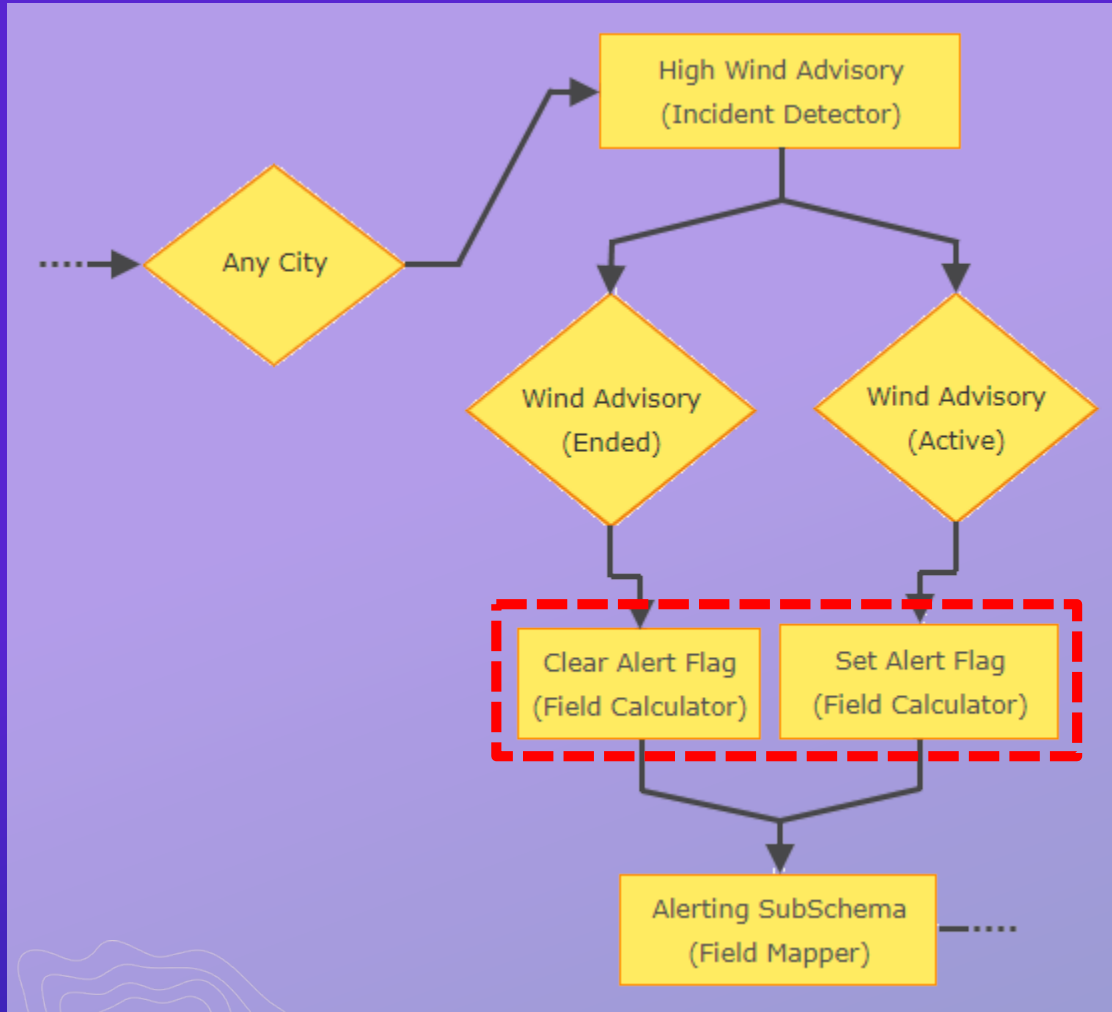 High Wind Advisory
(Incident Detector)
Any City
Wind Advisory
(Ended)
Wind Advisory
(Active)
Clear Alert Flag
(Field Calculator)
Set Alert Flag
(Field Calculator)
Alerting SubSchema
(Field Mapper)